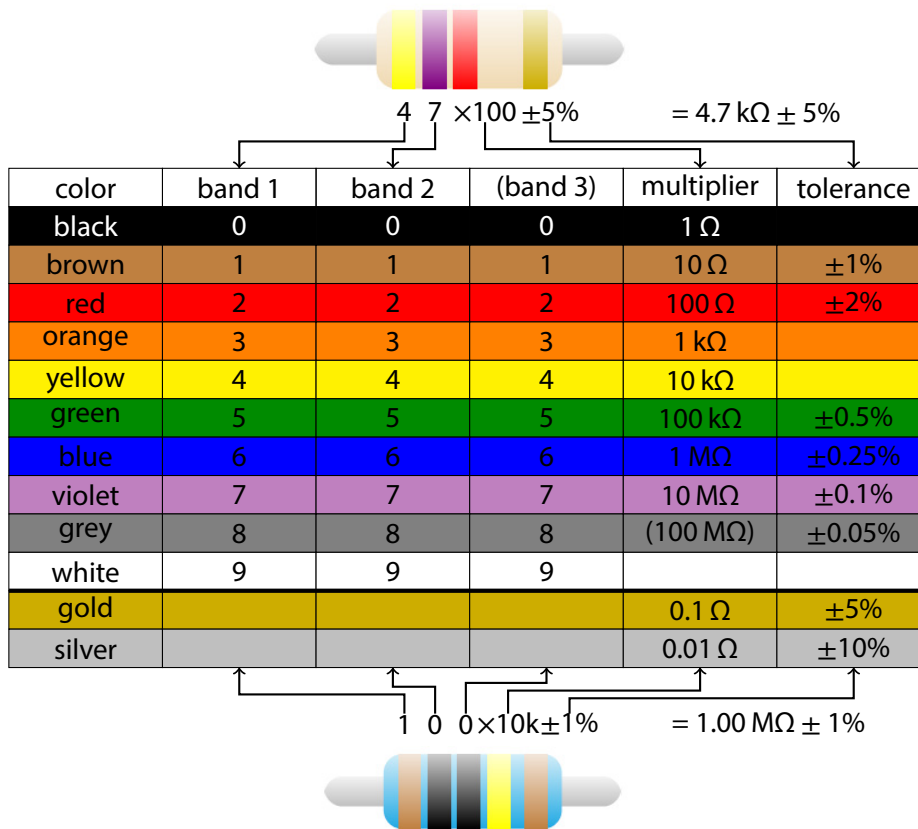 4 7 ×100 ±5% = 4.7 kΩ ± 5%
color band 1 band 2 (band 3) multiplier tolerance
black 0 0 0 1 Ω
brown 1 1 1 10 Ω ±1%
red 2 2 2 100 Ω ±2%
orange 3 3 3 1 kΩ
yellow 4 4 4 10 kΩ
green 5 5 5 100 kΩ ±0.5%
blue 6 6 6 1 MΩ ±0.25%
violet 7 7 7 10 MΩ ±0.1%
grey 8 8 8 (100 MΩ) ±0.05%
white 9 9 9
gold 0.1 Ω ±5%
silver 0.01 Ω ±10%
1 0 0 ×10k ±1% = 1.00 MΩ ± 1%